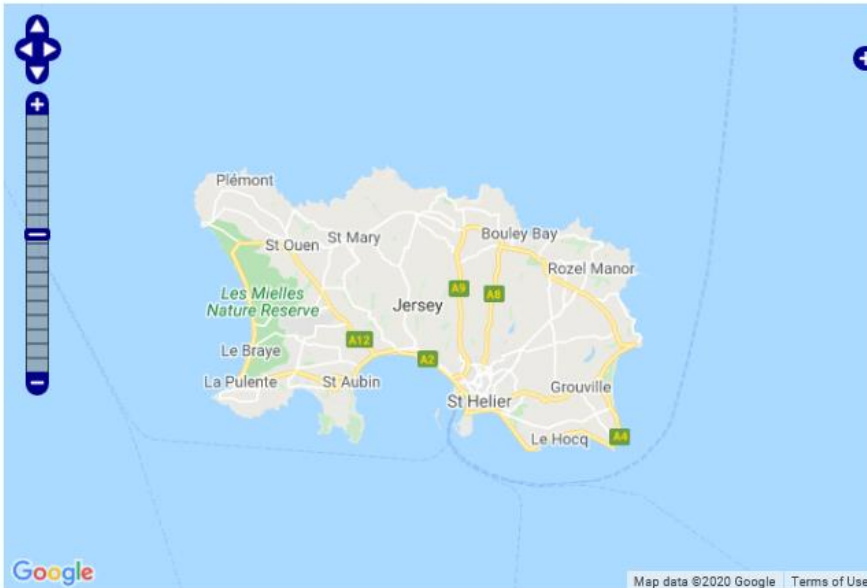 Plémont
St Ouen
St Mary
Bouley Bay
Rozel Manor
Les Mielles
Nature Reserve
Jersey
A9
A8
A12
A2
Le Braye
La Pulente
St Aubin
St Helier
Grouville
Le Hocq
A4
Google
Map data ©2020 Google
Terms of Use